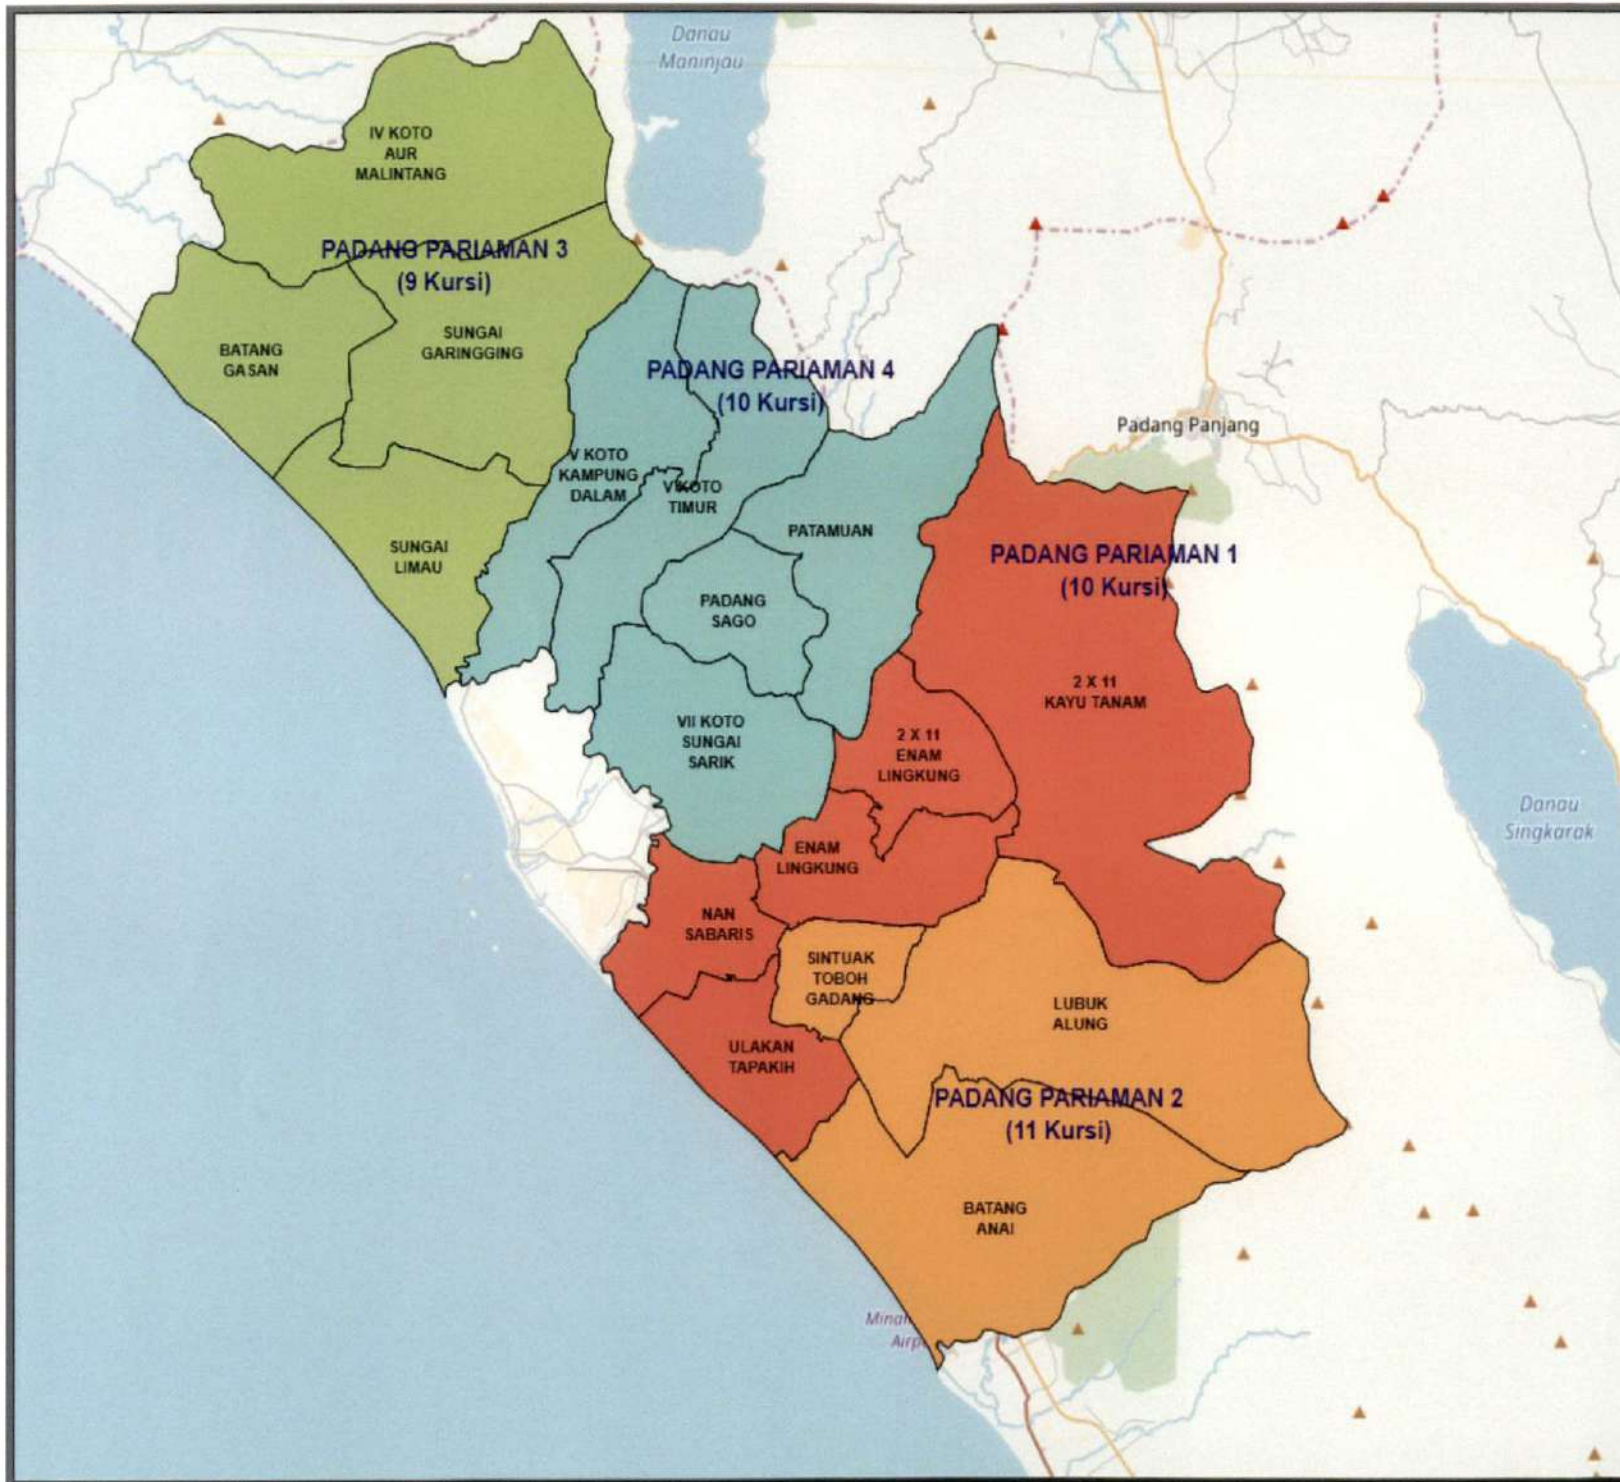 Danau
Maninjau
IV KOTO
AUR
MALINTANG
PADANG PARIAMAN 3
(9 Kursi)
BATANG
GASAN
SUNGAI
GARINGGING
SUNGAI
LIMAU
PADANG PARIAMAN 4
(10 Kursi)
V KOTO
KAMPUNG
DALAM
V KOTO
TIMUR
PATAMUAN
PADANG
SAGO
VII KOTO
SUNGAI
SARIK
Padang Panjang
PADANG PARIAMAN 1
(10 Kursi)
2 X 11
KAYU TANAM
2 X 11
ENAM
LINGKUNG
ENAM
LINGKUNG
NAN
SABARIS
ULAKAN
TAPAKIH
Danau
Singkarak
SINTUAK
TOBOH
GADANG
LUBUK
ALUNG
PADANG PARIAMAN 2
(11 Kursi)
BATANG
ANAI